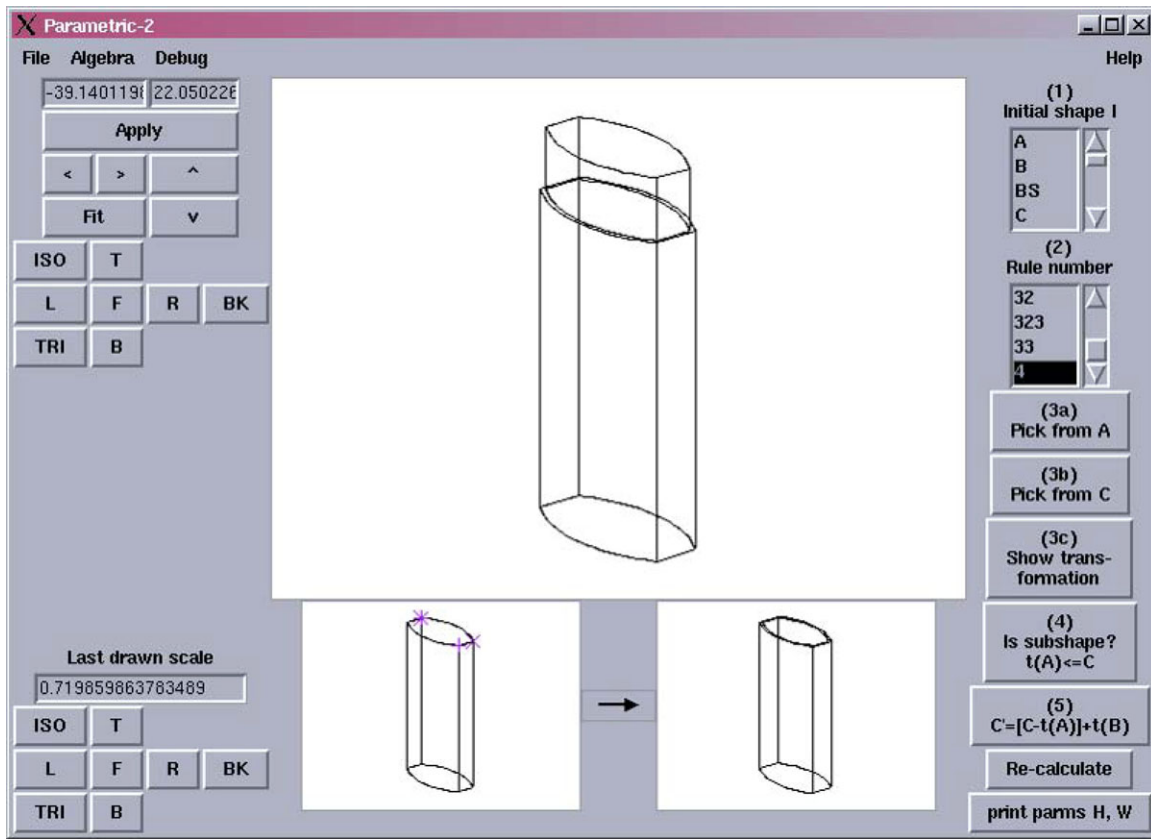 Parametric-2
File Algebra Debug Help
-39.1401198 22.050226
Apply
< > ^
Fit v
ISO T
L F R BK
TRI B
(1)
Initial shape I
A
B
BS
C
(2)
Rule number
32
323
33
4
(3a)
Pick from A
(3b)
Pick from C
(3c)
Show trans-
formation
(4)
Is subshape?
t(A)<=C
(5)
C'=[C-t(A)]+t(B)
Re-calculate
print parms H, W
Last drawn scale
0.719859863783489
ISO T
L F R BK
TRI B